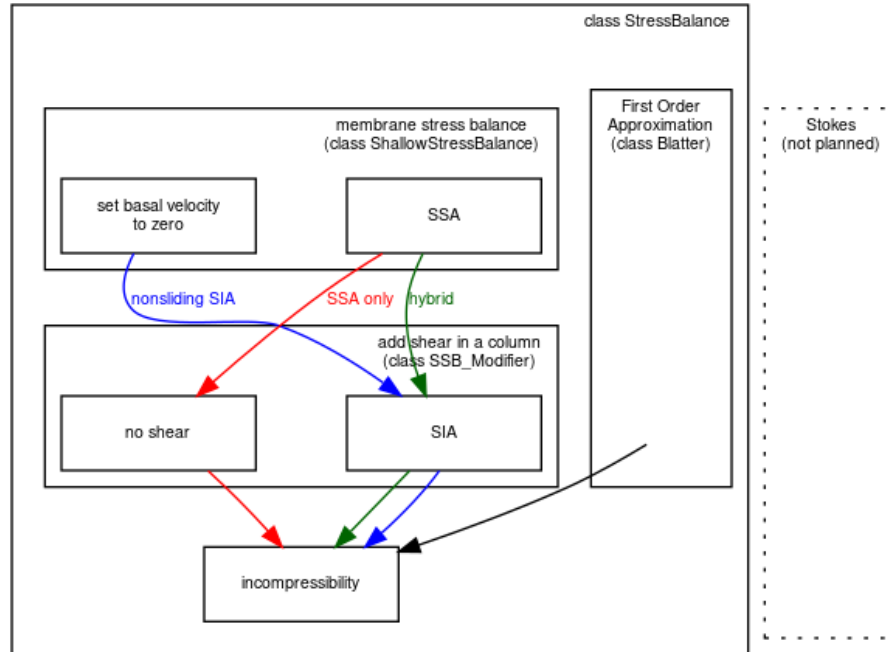 class StressBalance
First Order
Approximation
(class Blatter)
Stokes
(not planned)
membrane stress balance
(class ShallowStressBalance)
set basal velocity
to zero
SSA
nonsliding SIA
SSA only
hybrid
add shear in a column
(class SSB_Modifier)
no shear
SIA
incompressibility